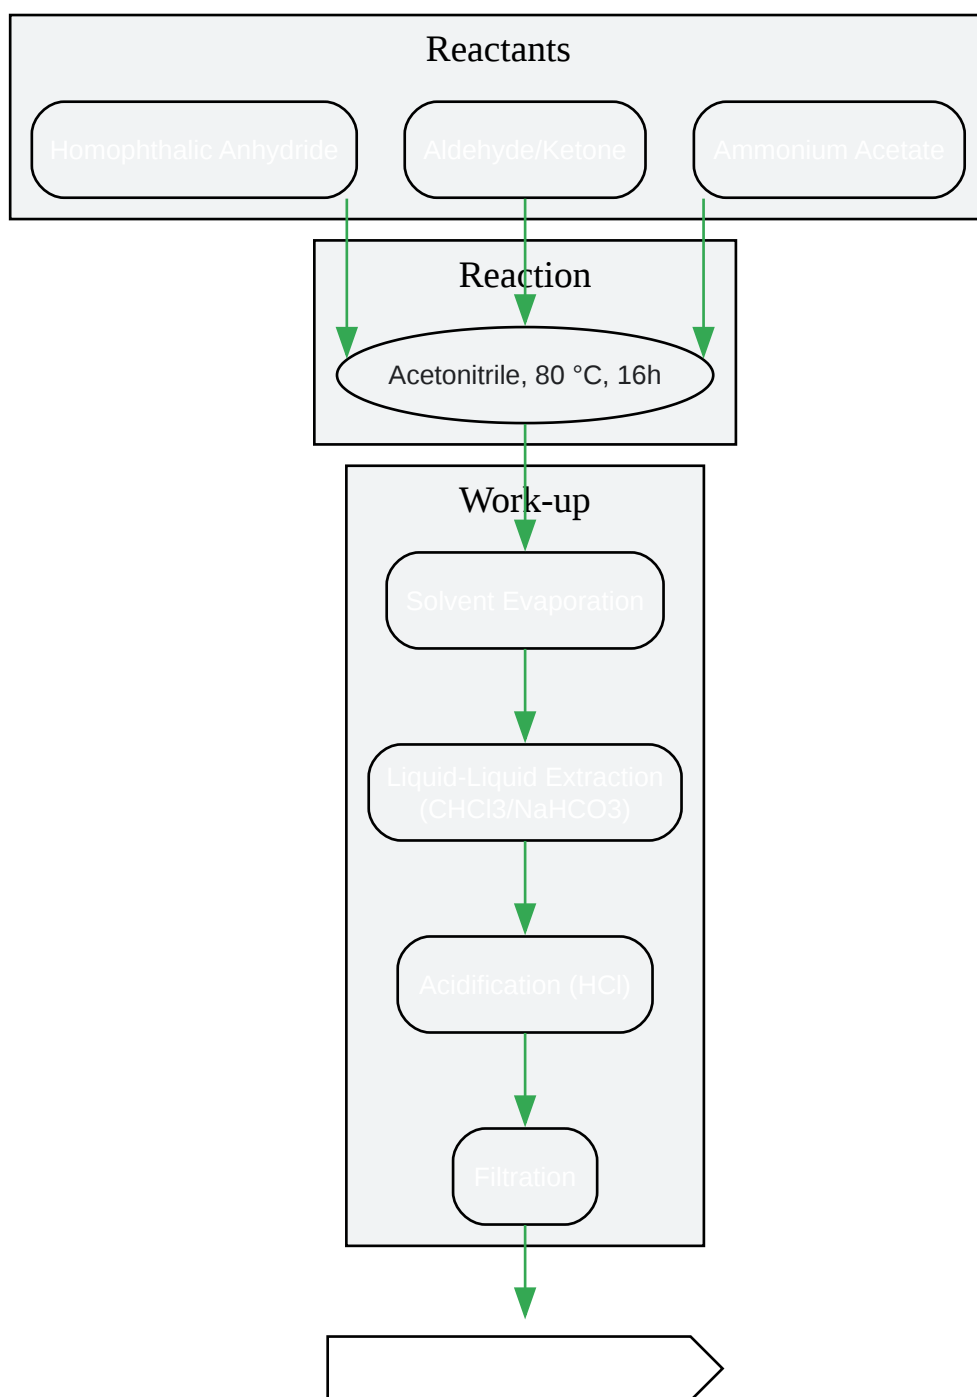 Reactants
Homophthalic Anhydride
Aldehyde/Ketone
Ammonium Acetate
Reaction
Acetonitrile, 80 °C, 16h
Work-up
Solvent Evaporation
Liquid-Liquid Extraction
(CHCl3/NaHCO3)
Acidification (HCl)
Filtration